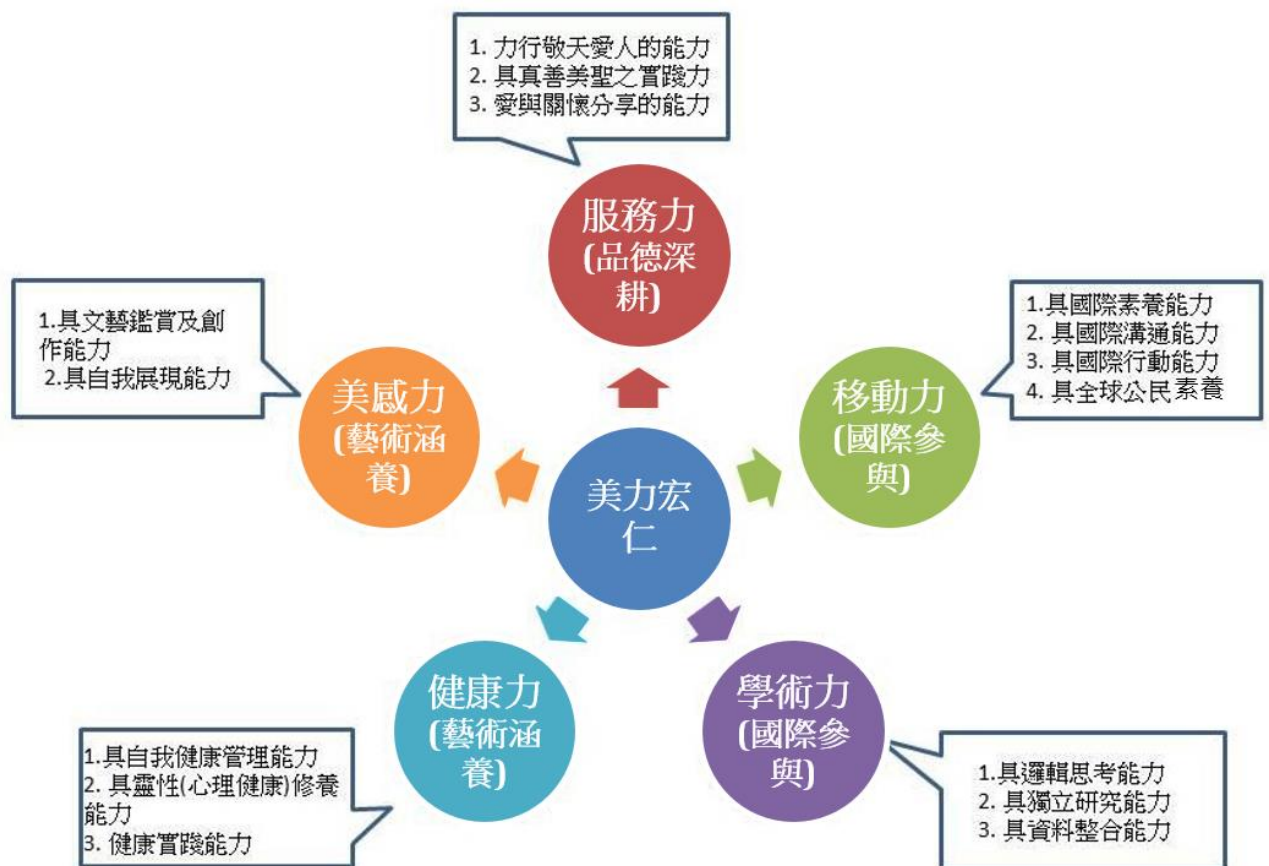 1. 力行敬天愛人的能力
2. 具真善美聖之實踐力
3. 愛與關懷分享的能力
服務力
(品德深
耕)
1.具文藝鑑賞及創
作能力
2.具自我展現能力
美感力
(藝術涵
養)
移動力
(國際參
與)
1.具國際素養能力
2. 具國際溝通能力
3. 具國際行動能力
4. 具全球公民素養
美力宏
仁
健康力
(藝術涵
養)
1.具自我健康管理能力
2. 具靈性(心理健康)修養
能力
3. 健康實踐能力
學術力
(國際參
與)
1.具邏輯思考能力
2. 具獨立研究能力
3. 具資料整合能力